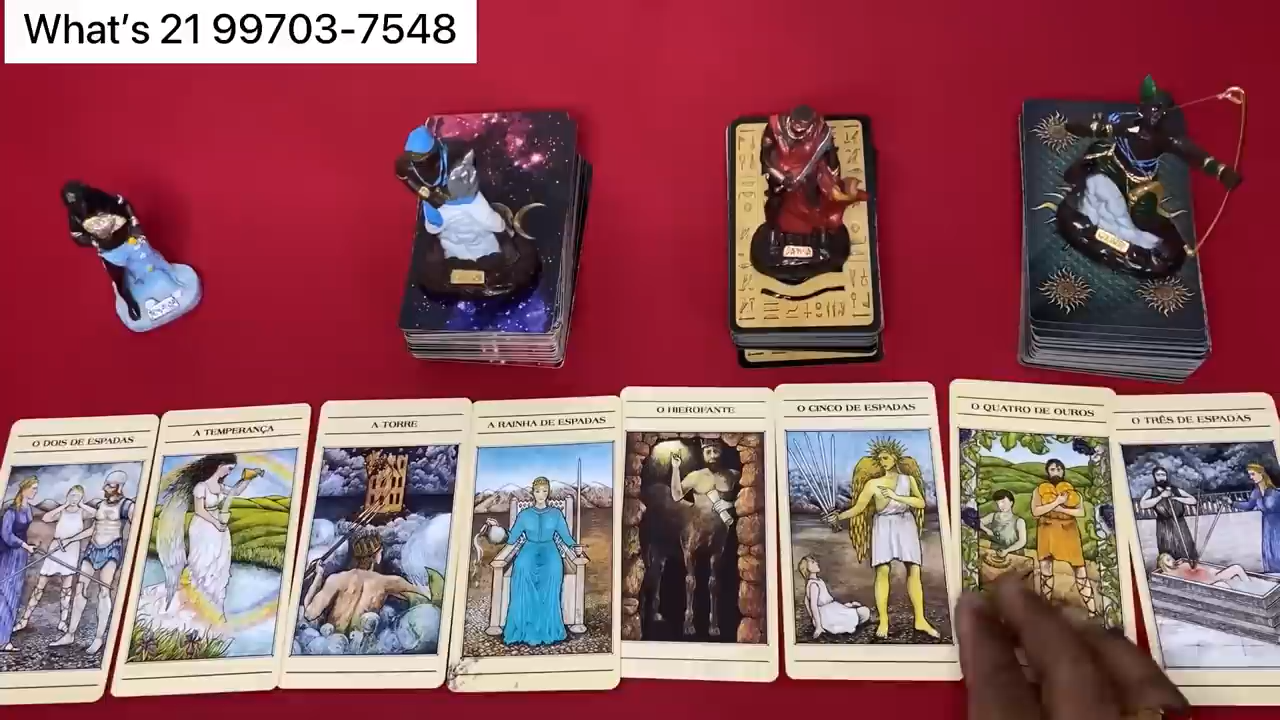 What's 21 99703-7548
O DOIS DE ESPADAS
A TEMPERANÇA
A TORRE
A RAINHA DE ESPADAS
O HIEROFANTE
O CINCO DE ESPADAS
O QUATRO DE OUROS
O TRÊS DE ESPADAS